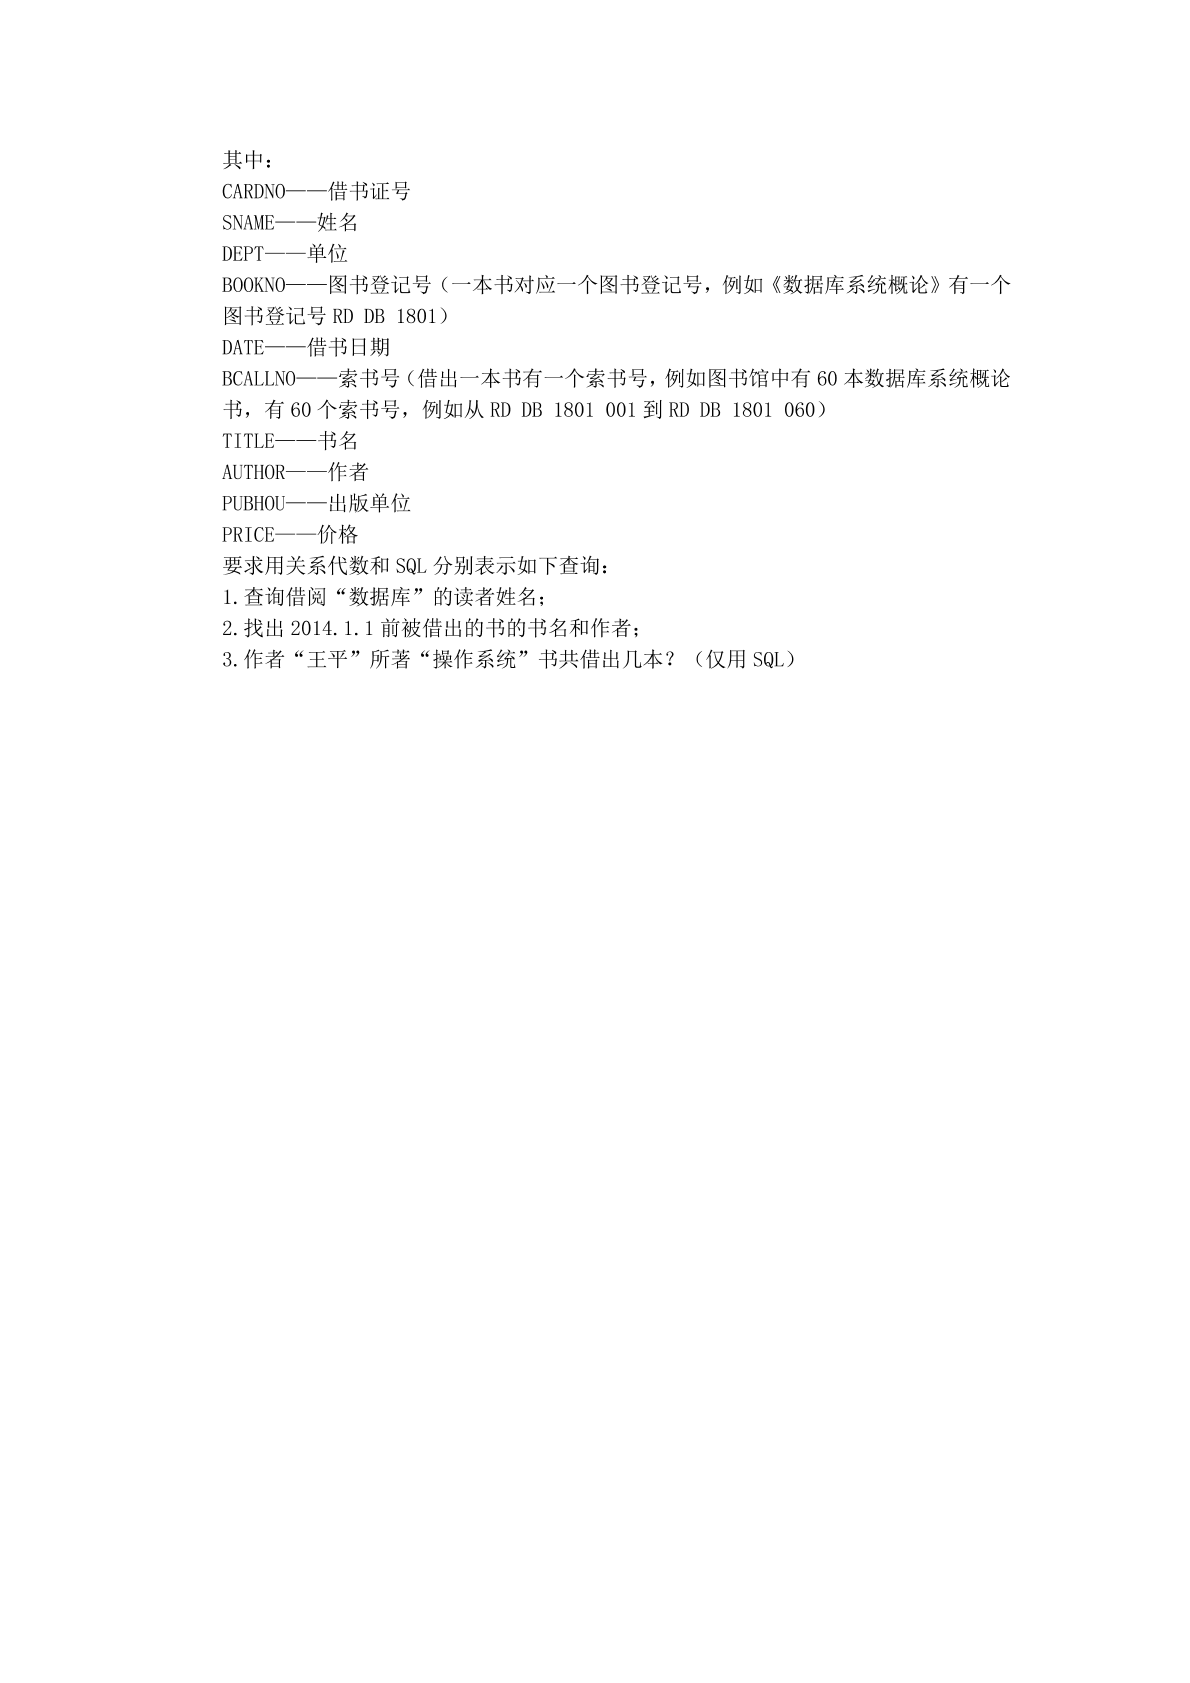 其中：
CARDNO——借书证号
SNAME——姓名
DEPT——单位
BOOKNO——图书登记号（一本书对应一个图书登记号，例如《数据库系统概论》有一个
图书登记号 RD DB 1801）
DATE——借书日期
BCALLNO——索书号（借出一本书有一个索书号，例如图书馆中有 60 本数据库系统概论
书，有 60 个索书号，例如从 RD DB 1801 001 到 RD DB 1801 060）
TITLE——书名
AUTHOR——作者
PUBHOU——出版单位
PRICE——价格
要求用关系代数和 SQL 分别表示如下查询：
1.查询借阅“数据库”的读者姓名；
2.找出 2014.1.1 前被借出的书的书名和作者；
3.作者“王平”所著“操作系统”书共借出几本？（仅用 SQL）